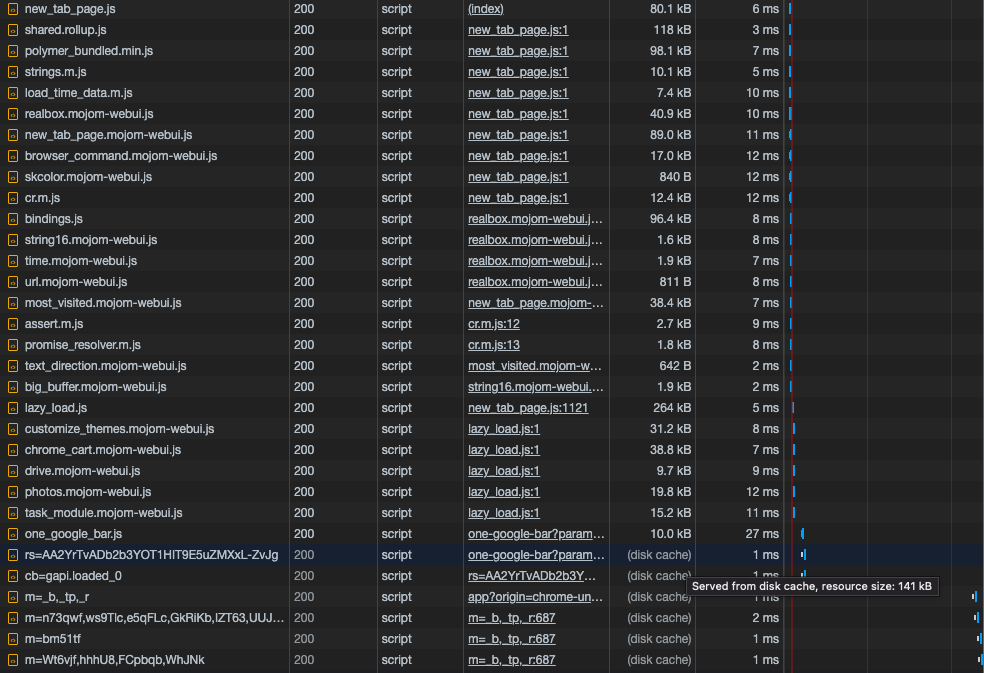 new_tab_page.js 200 script (index) 80.1 kB 6 ms
shared.rollup.js 200 script new_tab_page.js:1 118 kB 3 ms
polymer_bundled.min.js 200 script new_tab_page.js:1 98.1 kB 7 ms
strings.m.js 200 script new_tab_page.js:1 10.1 kB 5 ms
load_time_data.m.js 200 script new_tab_page.js:1 7.4 kB 10 ms
realbox.mojom-webui.js 200 script new_tab_page.js:1 40.9 kB 10 ms
new_tab_page.mojom-webui.js 200 script new_tab_page.js:1 89.0 kB 11 ms
browser_command.mojom-webui.js 200 script new_tab_page.js:1 17.0 kB 12 ms
skcolor.mojom-webui.js 200 script new_tab_page.js:1 840 B 12 ms
cr.m.js 200 script new_tab_page.js:1 12.4 kB 12 ms
bindings.js 200 script realbox.mojom-webui.j... 96.4 kB 8 ms
string16.mojom-webui.js 200 script realbox.mojom-webui.j... 1.6 kB 8 ms
time.mojom-webui.js 200 script realbox.mojom-webui.j... 1.9 kB 7 ms
url.mojom-webui.js 200 script realbox.mojom-webui.j... 811 B 8 ms
most_visited.mojom-webui.js 200 script new_tab_page.mojom-... 38.4 kB 7 ms
assert.m.js 200 script cr.m.js:12 2.7 kB 9 ms
promise_resolver.m.js 200 script cr.m.js:13 1.8 kB 8 ms
text_direction.mojom-webui.js 200 script most_visited.mojom-w... 642 B 2 ms
big_buffer.mojom-webui.js 200 script string16.mojom-webui.... 1.9 kB 2 ms
lazy_load.js 200 script new_tab_page.js:1121 264 kB 5 ms
customize_themes.mojom-webui.js 200 script lazy_load.js:1 31.2 kB 8 ms
chrome_cart.mojom-webui.js 200 script lazy_load.js:1 38.8 kB 7 ms
drive.mojom-webui.js 200 script lazy_load.js:1 9.7 kB 9 ms
photos.mojom-webui.js 200 script lazy_load.js:1 19.8 kB 12 ms
task_module.mojom-webui.js 200 script lazy_load.js:1 15.2 kB 11 ms
one_google_bar.js 200 script one-google-bar?param... 10.0 kB 27 ms
rs=AA2YrTvADb2b3YOT1HIT9E5uZMXxL-ZvJg 200 script one-google-bar?param... (disk cache) 1 ms
cb=gapi.loaded_0 200 script rs=AA2YrTvADb2b3Y... (disk cache) 1 ms
Served from disk cache, resource size: 141 kB
m=_b,_tp,_r 200 script app?origin=chrome-un... (disk cache) 1 ms
m=n73qwf,ws9Tlc,e5qFLc,GkRiKb,IZT63,UUJ... 200 script m=_b,_tp,_r:687 (disk cache) 2 ms
m=bm51tf 200 script m=_b,_tp,_r:687 (disk cache) 1 ms
m=Wt6vjf,hhhU8,FCpbqb,WhJNk 200 script m=_b,_tp,_r:687 (disk cache) 1 ms